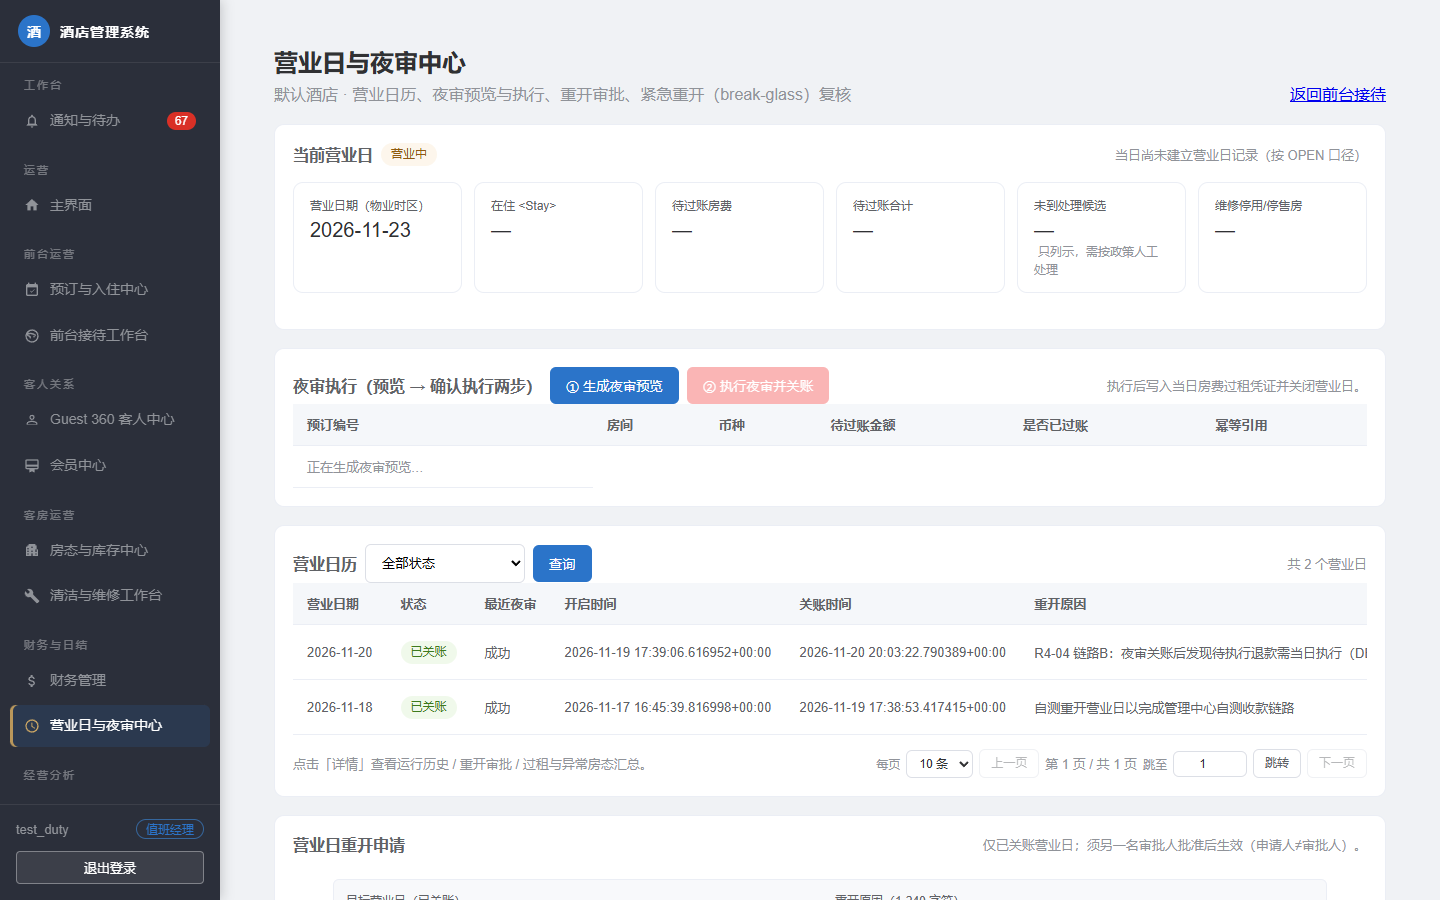 酒 酒店管理系统
工作台
通知与待办 67
运营
主界面
前台运营
预订与入住中心
前台接待工作台
客人关系
Guest 360 客人中心
会员中心
客房运营
房态与库存中心
清洁与维修工作台
财务与日结
财务管理
营业日与夜审中心
经营分析
test_duty 值班经理
退出登录
营业日与夜审中心
默认酒店 · 营业日历、夜审预览与执行、重开审批、紧急重开（break-glass）复核
返回前台接待
当前营业日 营业中
当日尚未建立营业日记录（按 OPEN 口径）
营业日期（物业时区）
2026-11-23
在住 <Stay>
—
待过账房费
—
待过账合计
—
未到处理候选
—
只列示，需按政策人工
处理
维修停用/停售房
—
夜审执行（预览 → 确认执行两步） ① 生成夜审预览 ② 执行夜审并关账
执行后写入当日房费过租凭证并关闭营业日。
预订编号 房间 币种 待过账金额 是否已过账 幂等引用
正在生成夜审预览…
营业日历 全部状态 查询 共 2 个营业日
营业日期 状态 最近夜审 开启时间 关账时间 重开原因
2026-11-20 已关账 成功 2026-11-19 17:39:06.616952+00:00 2026-11-20 20:03:22.790389+00:00 R4-04 链路B：夜审关账后发现待执行退款需当日执行（
2026-11-18 已关账 成功 2026-11-17 16:45:39.816998+00:00 2026-11-19 17:38:53.417415+00:00 自测重开营业日以完成管理中心自测收款链路
点击「详情」查看运行历史 / 重开审批 / 过租与异常房态汇总。
每页 10 条 上一页 第 1 页 / 共 1 页 跳至 1 跳转 下一页
营业日重开申请
仅已关账营业日；须另一名审批人批准后生效（申请人≠审批人）。
目标营业日（已关账） 重开原因（1-240 字符）